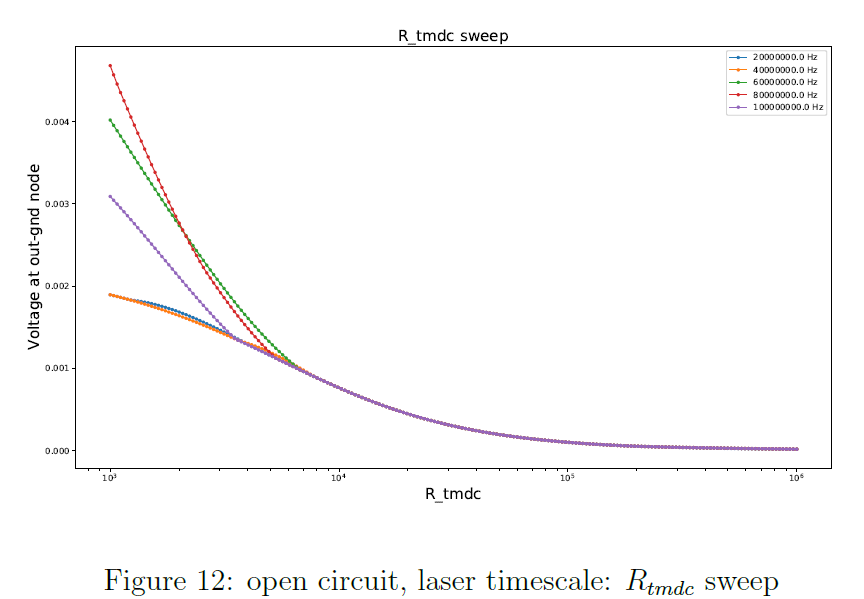 R_tmdc sweep
20000000.0 Hz
40000000.0 Hz
60000000.0 Hz
80000000.0 Hz
100000000.0 Hz
0.004
0.003
0.002
0.001
0.000
Voltage at out-gnd node
10³ 10⁴ 10⁵ 10⁶
R_tmdc
Figure 12: open circuit, laser timescale: R_tmdc sweep